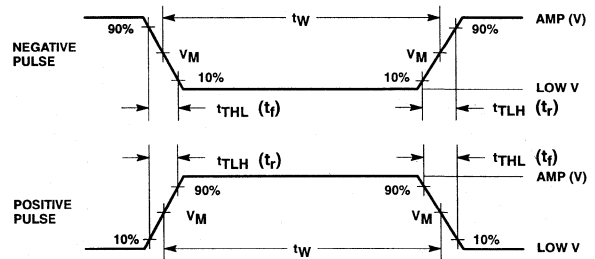 tW
AMP (V)
90%
90%
NEGATIVE
PULSE
VM
VM
10%
10%
LOW V
tTHL (tf)
tTLH (tr)
tTLH (tr)
tTHL (tf)
AMP (V)
90%
90%
POSITIVE
PULSE
VM
VM
10%
10%
tW
LOW V